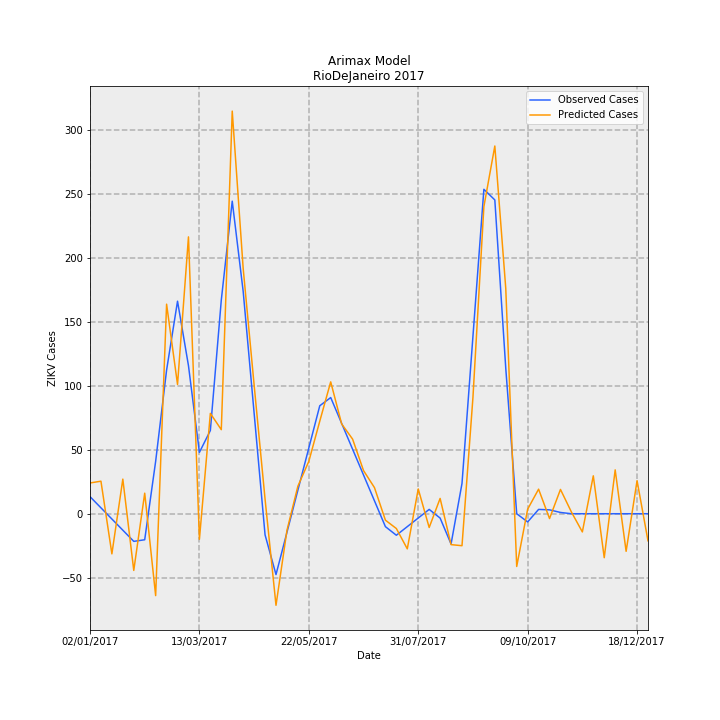 Arimax Model
RioDeJaneiro 2017
Observed Cases
Predicted Cases
300
250
200
150
100
50
0
−50
ZIKV Cases
02/01/2017
13/03/2017
22/05/2017
31/07/2017
09/10/2017
18/12/2017
Date